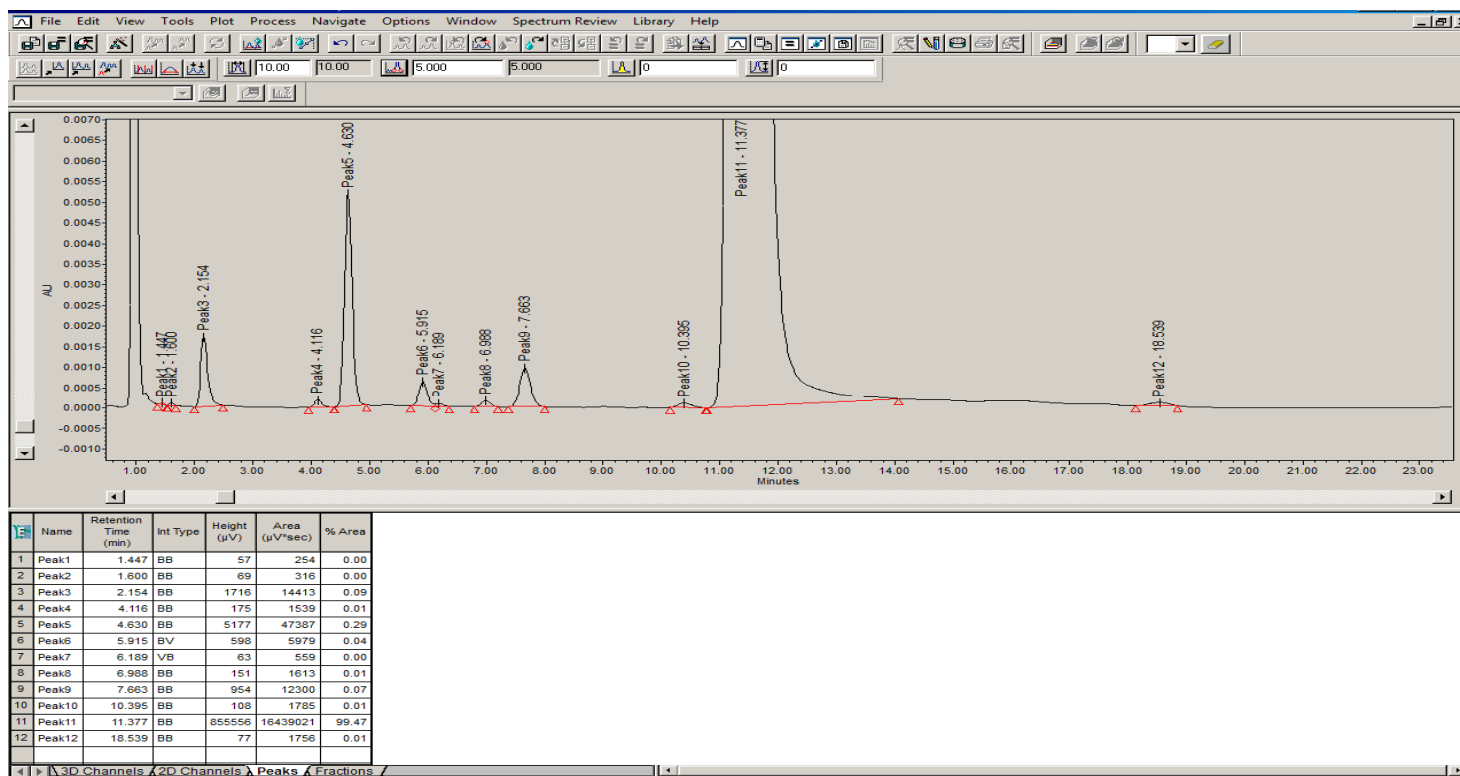 File Edit View Tools Plot Process Navigate Options Window Spectrum Review Library Help
10.00 10.00 5.000 5.000 0 0
0.0070
0.0065
0.0060
0.0055
0.0050
0.0045
0.0040
0.0035
0.0030
0.0025
0.0020
0.0015
0.0010
0.0005
0.0000
-0.0005
-0.0010
AU
Peak1 - 1.447
Peak2 - 1.600
Peak3 - 2.154
Peak4 - 4.116
Peak5 - 4.630
Peak6 - 5.915
Peak7 - 6.189
Peak8 - 6.988
Peak9 - 7.663
Peak10 - 10.395
Peak11 - 11.377
Peak12 - 18.539
1.00 2.00 3.00 4.00 5.00 6.00 7.00 8.00 9.00 10.00 11.00 12.00 13.00 14.00 15.00 16.00 17.00 18.00 19.00 20.00 21.00 22.00 23.00
Minutes
Name Retention Time (min) Int Type Height (µV) Area (µV*sec) % Area
1 Peak1 1.447 BB 57 254 0.00
2 Peak2 1.600 BB 69 316 0.00
3 Peak3 2.154 BB 1716 14413 0.09
4 Peak4 4.116 BB 175 1539 0.01
5 Peak5 4.630 BB 5177 47387 0.29
6 Peak6 5.915 BV 598 5979 0.04
7 Peak7 6.189 VB 63 559 0.00
8 Peak8 6.988 BB 151 1613 0.01
9 Peak9 7.663 BB 954 12300 0.07
10 Peak10 10.395 BB 108 1785 0.01
11 Peak11 11.377 BB 855556 16439021 99.47
12 Peak12 18.539 BB 77 1756 0.01
3D Channels 2D Channels Peaks Fractions